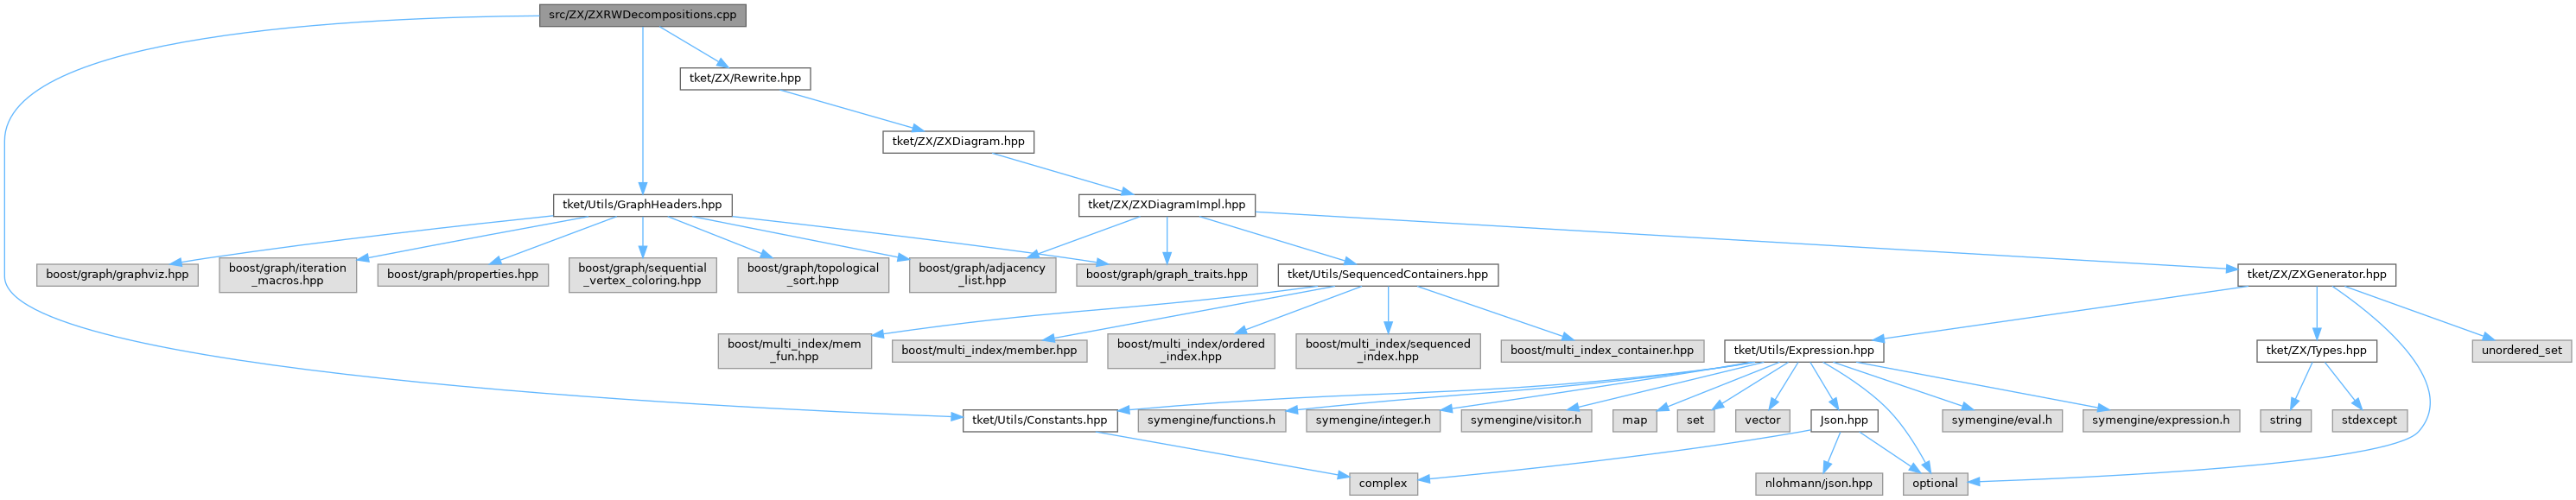 src/ZX/ZXRWDecompositions.cpp
tket/ZX/Rewrite.hpp
tket/ZX/ZXDiagram.hpp
tket/Utils/GraphHeaders.hpp
tket/ZX/ZXDiagramImpl.hpp
boost/graph/graphviz.hpp
boost/graph/iteration
_macros.hpp
boost/graph/properties.hpp
boost/graph/sequential
_vertex_coloring.hpp
boost/graph/topological
_sort.hpp
boost/graph/adjacency
_list.hpp
boost/graph/graph_traits.hpp
tket/Utils/SequencedContainers.hpp
tket/ZX/ZXGenerator.hpp
boost/multi_index/mem
_fun.hpp
boost/multi_index/member.hpp
boost/multi_index/ordered
_index.hpp
boost/multi_index/sequenced
_index.hpp
boost/multi_index_container.hpp
tket/Utils/Expression.hpp
tket/ZX/Types.hpp
unordered_set
tket/Utils/Constants.hpp
symengine/functions.h
symengine/integer.h
symengine/visitor.h
map
set
vector
Json.hpp
symengine/eval.h
symengine/expression.h
string
stdexcept
complex
nlohmann/json.hpp
optional